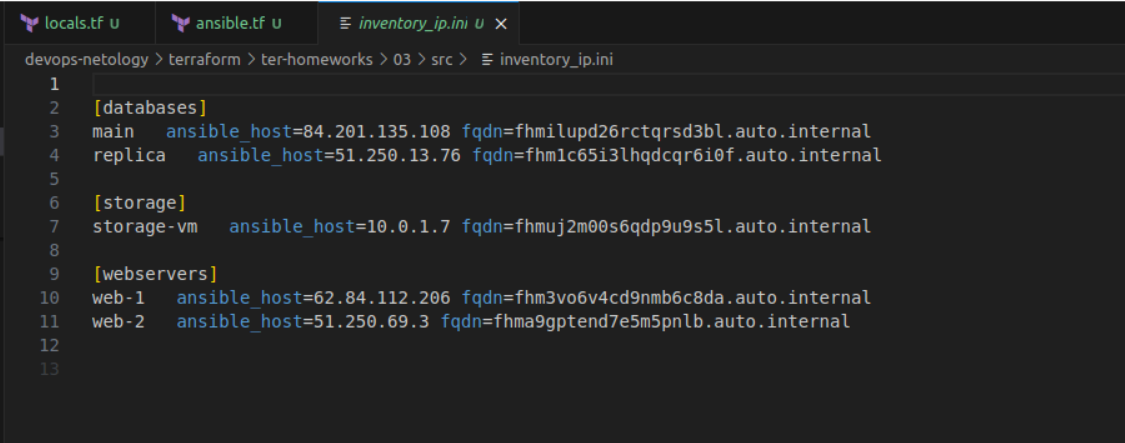 locals.tf U ansible.tf U inventory_ip.ini U ×
devops-netology > terraform > ter-homeworks > 03 > src > inventory_ip.ini
1
2 [databases]
3 main ansible_host=84.201.135.108 fqdn=fhmilupd26rctqrsd3bl.auto.internal
4 replica ansible_host=51.250.13.76 fqdn=fhm1c65i3lhqdcqr6i0f.auto.internal
5
6 [storage]
7 storage-vm ansible_host=10.0.1.7 fqdn=fhmuj2m00s6qdp9u9s5l.auto.internal
8
9 [webservers]
10 web-1 ansible_host=62.84.112.206 fqdn=fhm3vo6v4cd9nmb6c8da.auto.internal
11 web-2 ansible_host=51.250.69.3 fqdn=fhma9gptend7e5m5pnlb.auto.internal
12
13